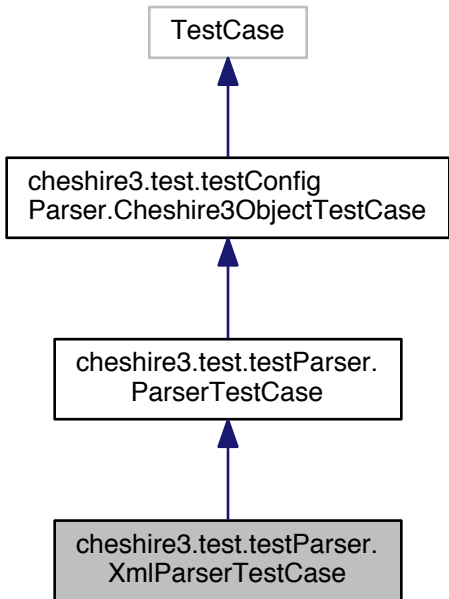 TestCase
cheshire3.test.testConfig
Parser.Cheshire3ObjectTestCase
cheshire3.test.testParser.
ParserTestCase
cheshire3.test.testParser.
XmlParserTestCase